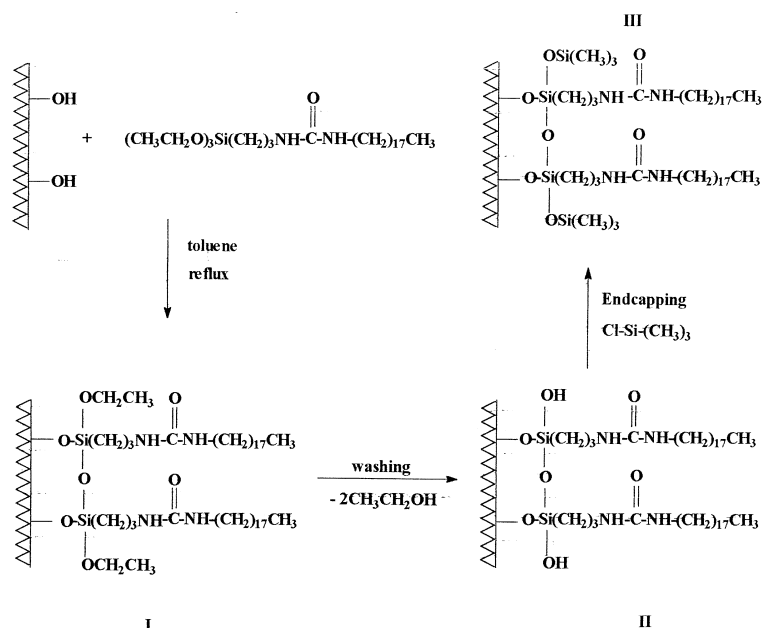 III
OH
+
OH
O
(CH3CH2O)3Si(CH2)3NH-C-NH-(CH2)17CH3
OSi(CH3)3
O
O-Si(CH2)3NH-C-NH-(CH2)17CH3
O
O
O-Si(CH2)3NH-C-NH-(CH2)17CH3
OSi(CH3)3
toluene
reflux
Endcapping
Cl-Si-(CH3)3
OCH2CH3
O
O-Si(CH2)3NH-C-NH-(CH2)17CH3
O
O
O-Si(CH2)3NH-C-NH-(CH2)17CH3
OCH2CH3
washing
- 2CH3CH2OH
OH
O
O-Si(CH2)3NH-C-NH-(CH2)17CH3
O
O
O-Si(CH2)3NH-C-NH-(CH2)17CH3
OH
I
II